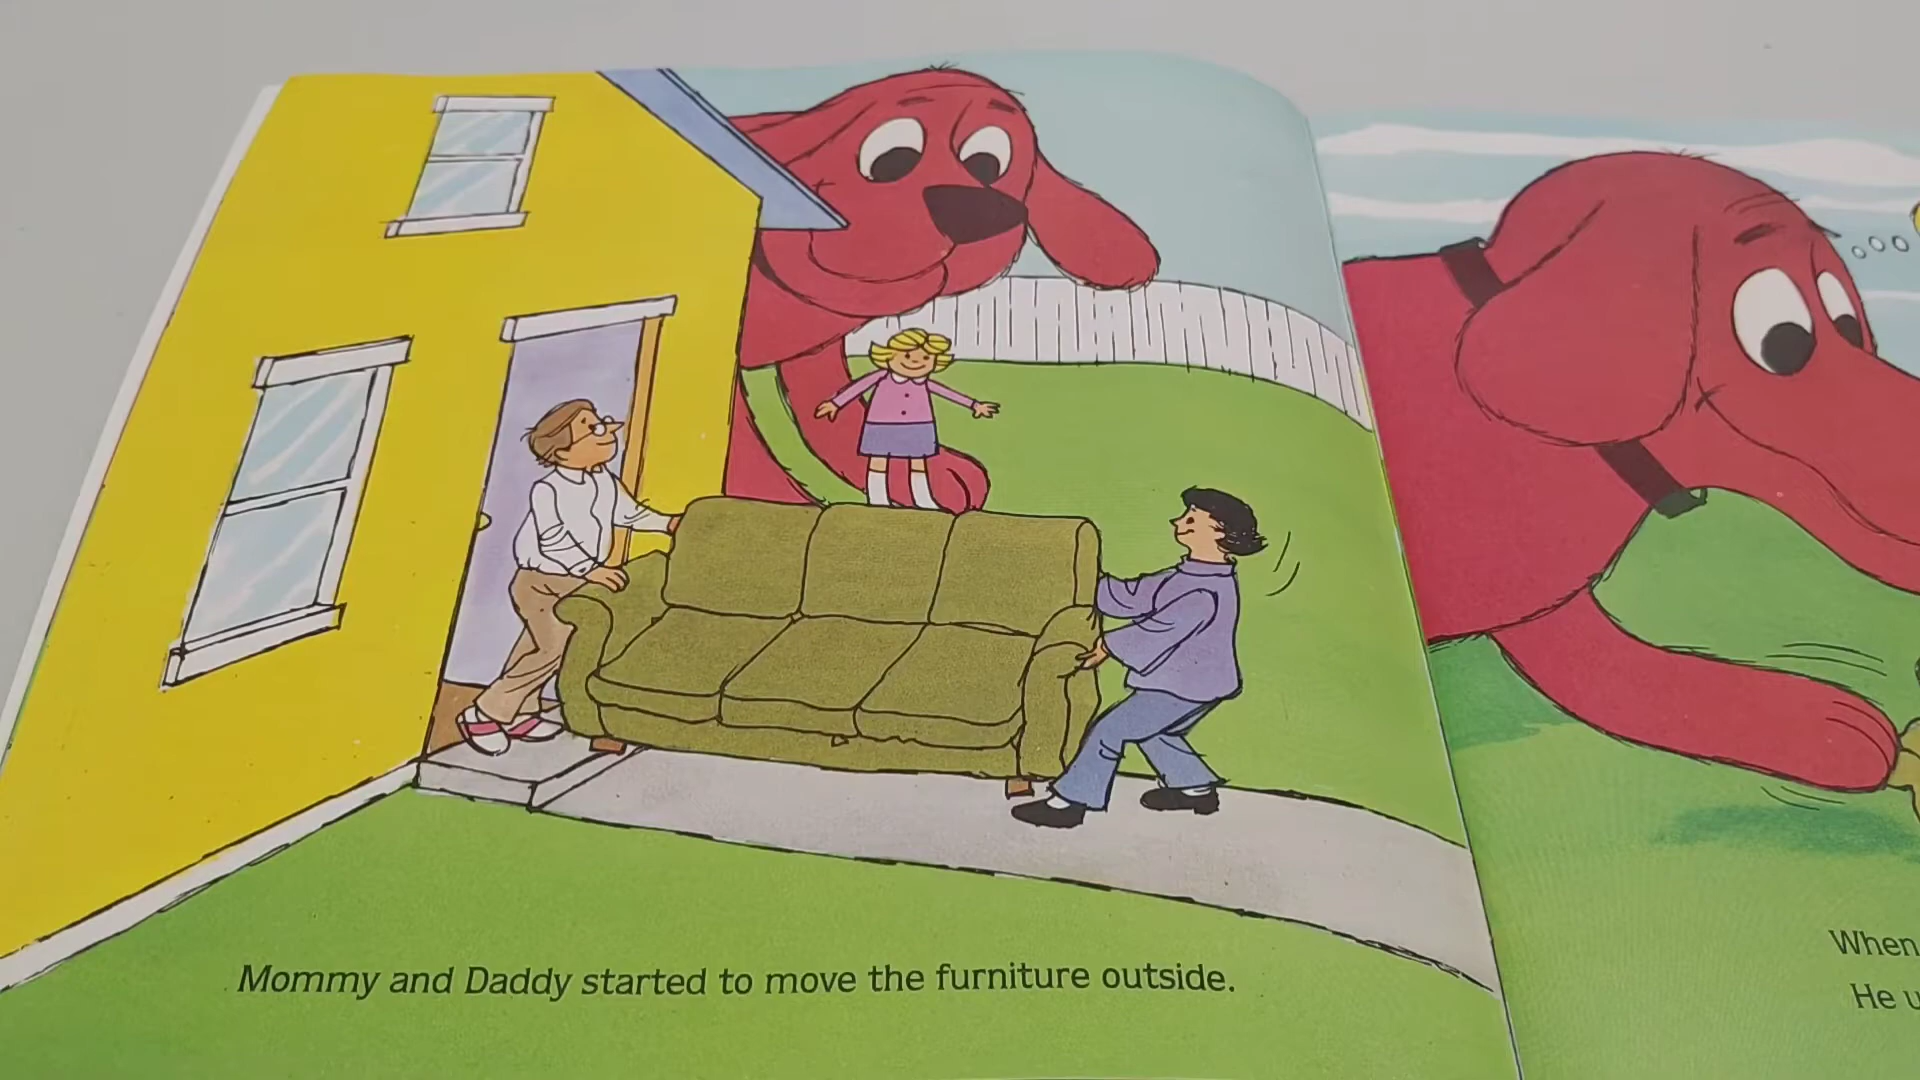 Mommy and Daddy started to move the furniture outside.
When
He